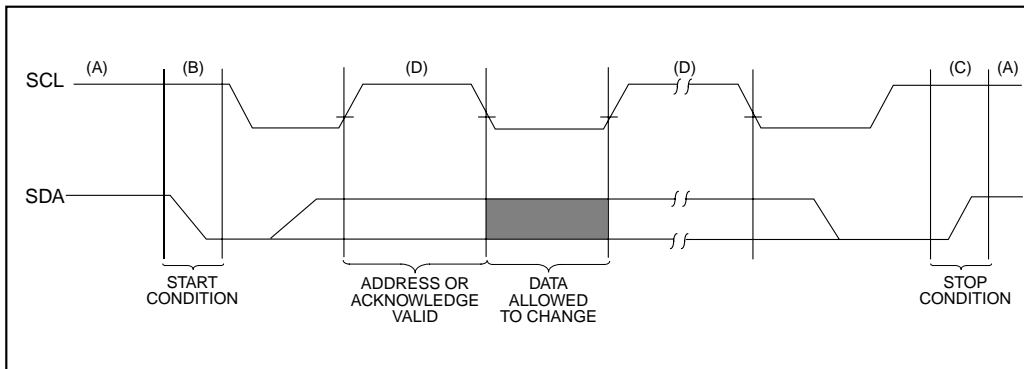 (A) (B) (D) (D) (C) (A)
SCL
SDA
START
CONDITION
ADDRESS OR
ACKNOWLEDGE
VALID
DATA
ALLOWED
TO CHANGE
STOP
CONDITION